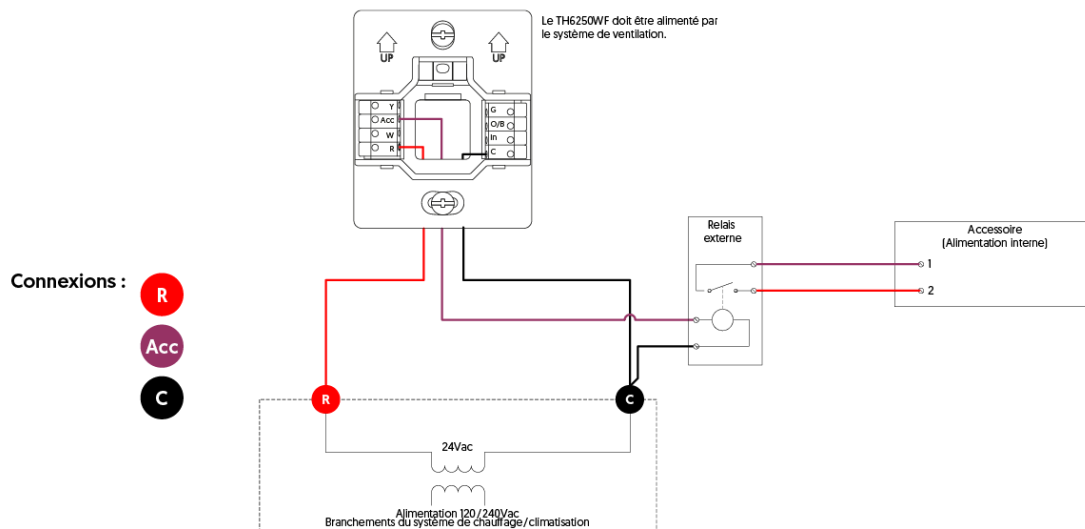 Le TH6250WF doit être alimenté par
le système de ventilation.
UP
UP
Y
Acc
W
R
G
O/B
In
C
Relais
externe
Accessoire
(Alimentation interne)
1
2
Connexions :
R
Acc
C
R
C
24Vac
Alimentation 120/240Vac
Branchements du système de chauffage/climatisation